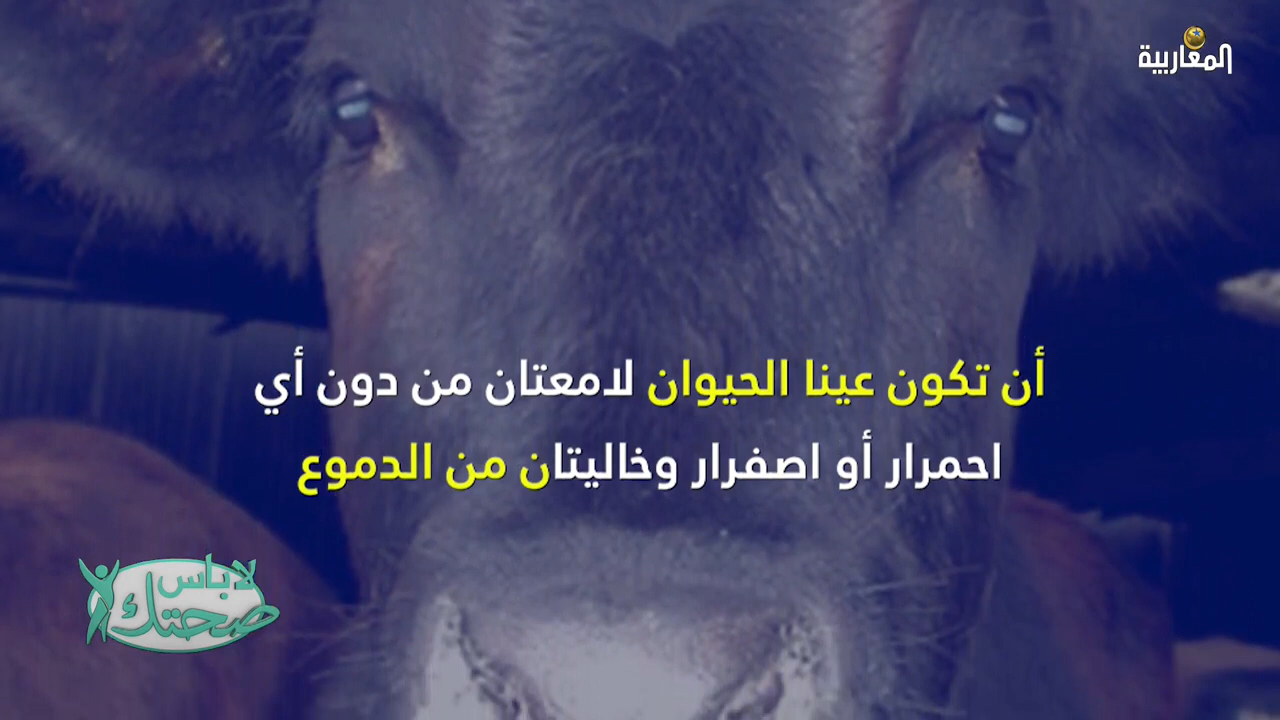 المغاربية
أن تكون عينا الحيوان لامعتان من دون أي
احمرار أو اصفرار وخاليتان من الدموع
لاباس
صحتك